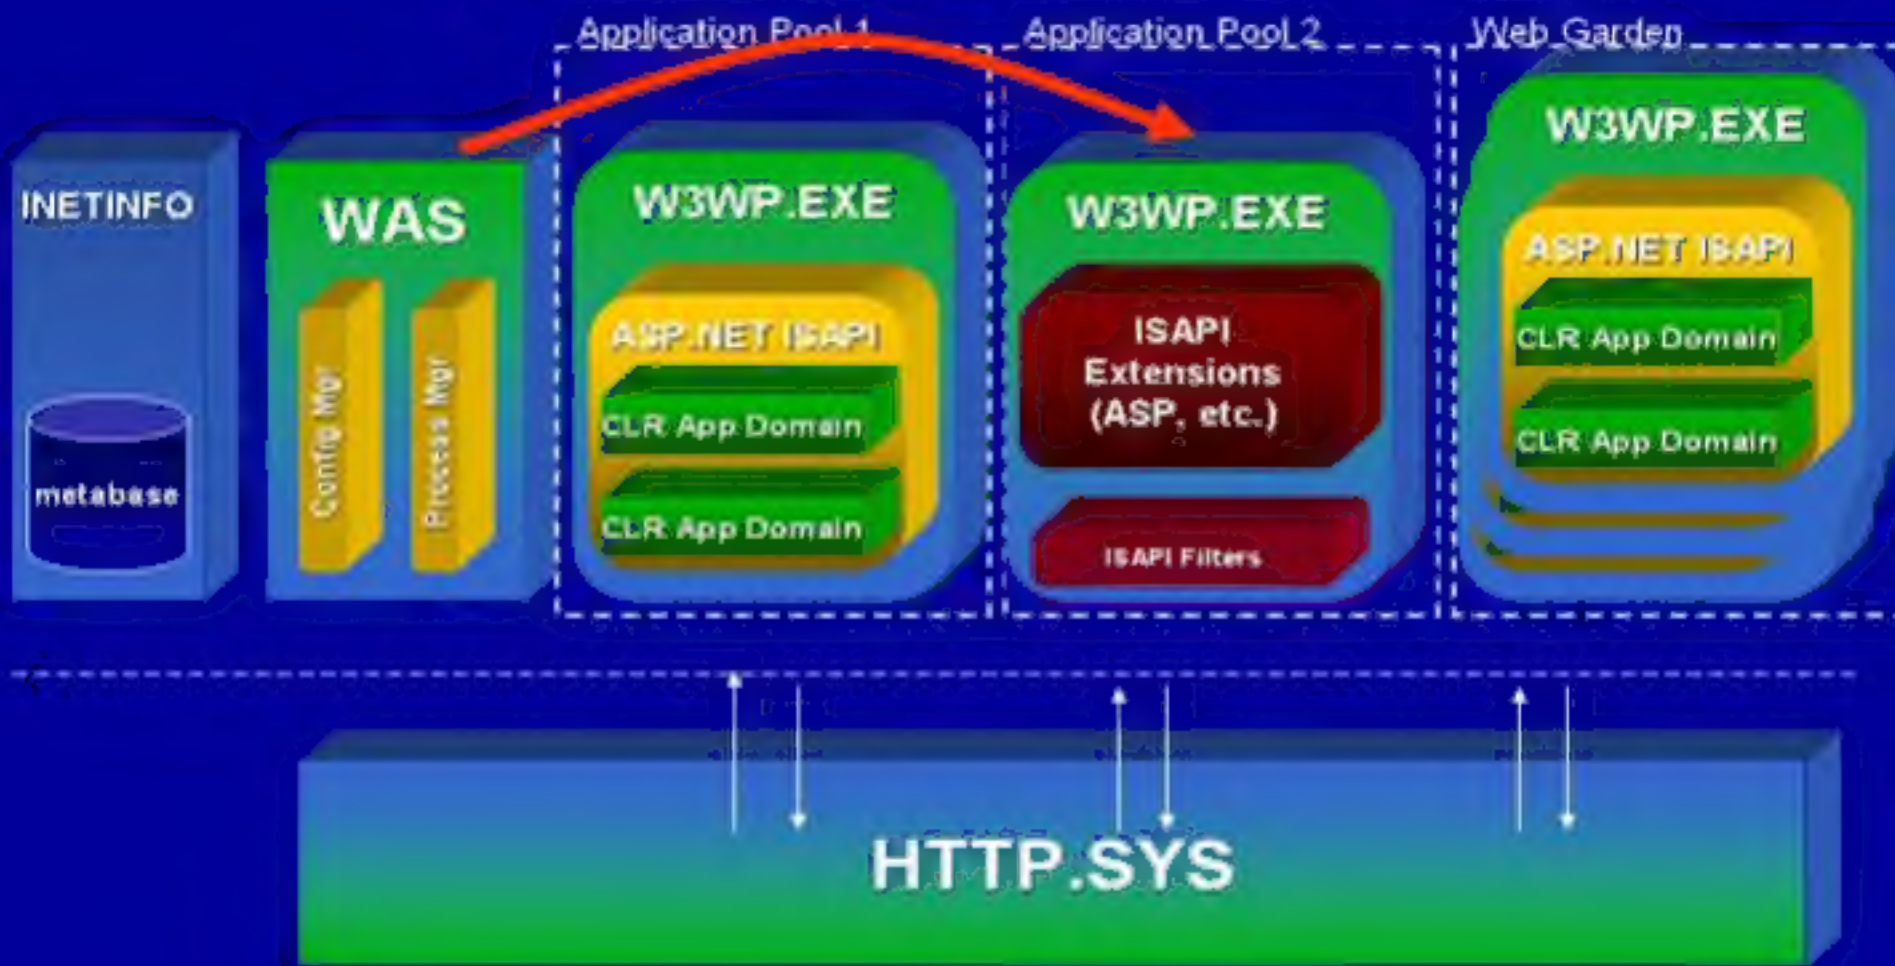 Application Pool 1
Application Pool 2
Web Garden
INETINFO
metabase
WAS
Config Mgr
Process Mgr
W3WP.EXE
ASP.NET ISAPI
CLR App Domain
CLR App Domain
W3WP.EXE
ISAPI
Extensions
(ASP, etc.)
ISAPI Filters
W3WP.EXE
ASP.NET ISAPI
CLR App Domain
CLR App Domain
HTTP.SYS